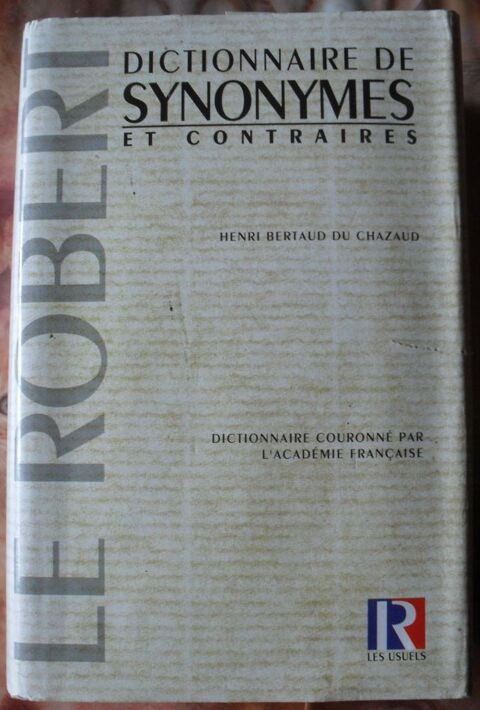 LE ROBERT
DICTIONNAIRE DE
SYNONYMES
ET CONTRAIRES
HENRI BERTAUD DU CHAZAUD
DICTIONNAIRE COURONNÉ PAR
L'ACADÉMIE FRANÇAISE
R
LES USUELS